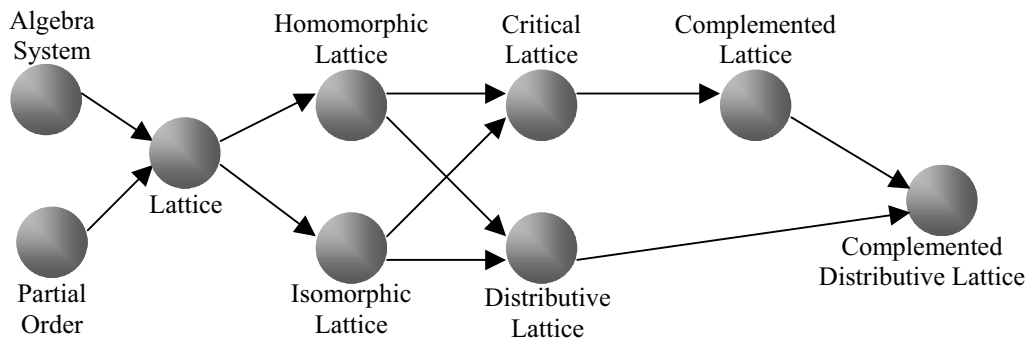 Algebra
System
Homomorphic
Lattice
Critical
Lattice
Complemented
Lattice
Lattice
Partial
Order
Isomorphic
Lattice
Distributive
Lattice
Complemented
Distributive Lattice